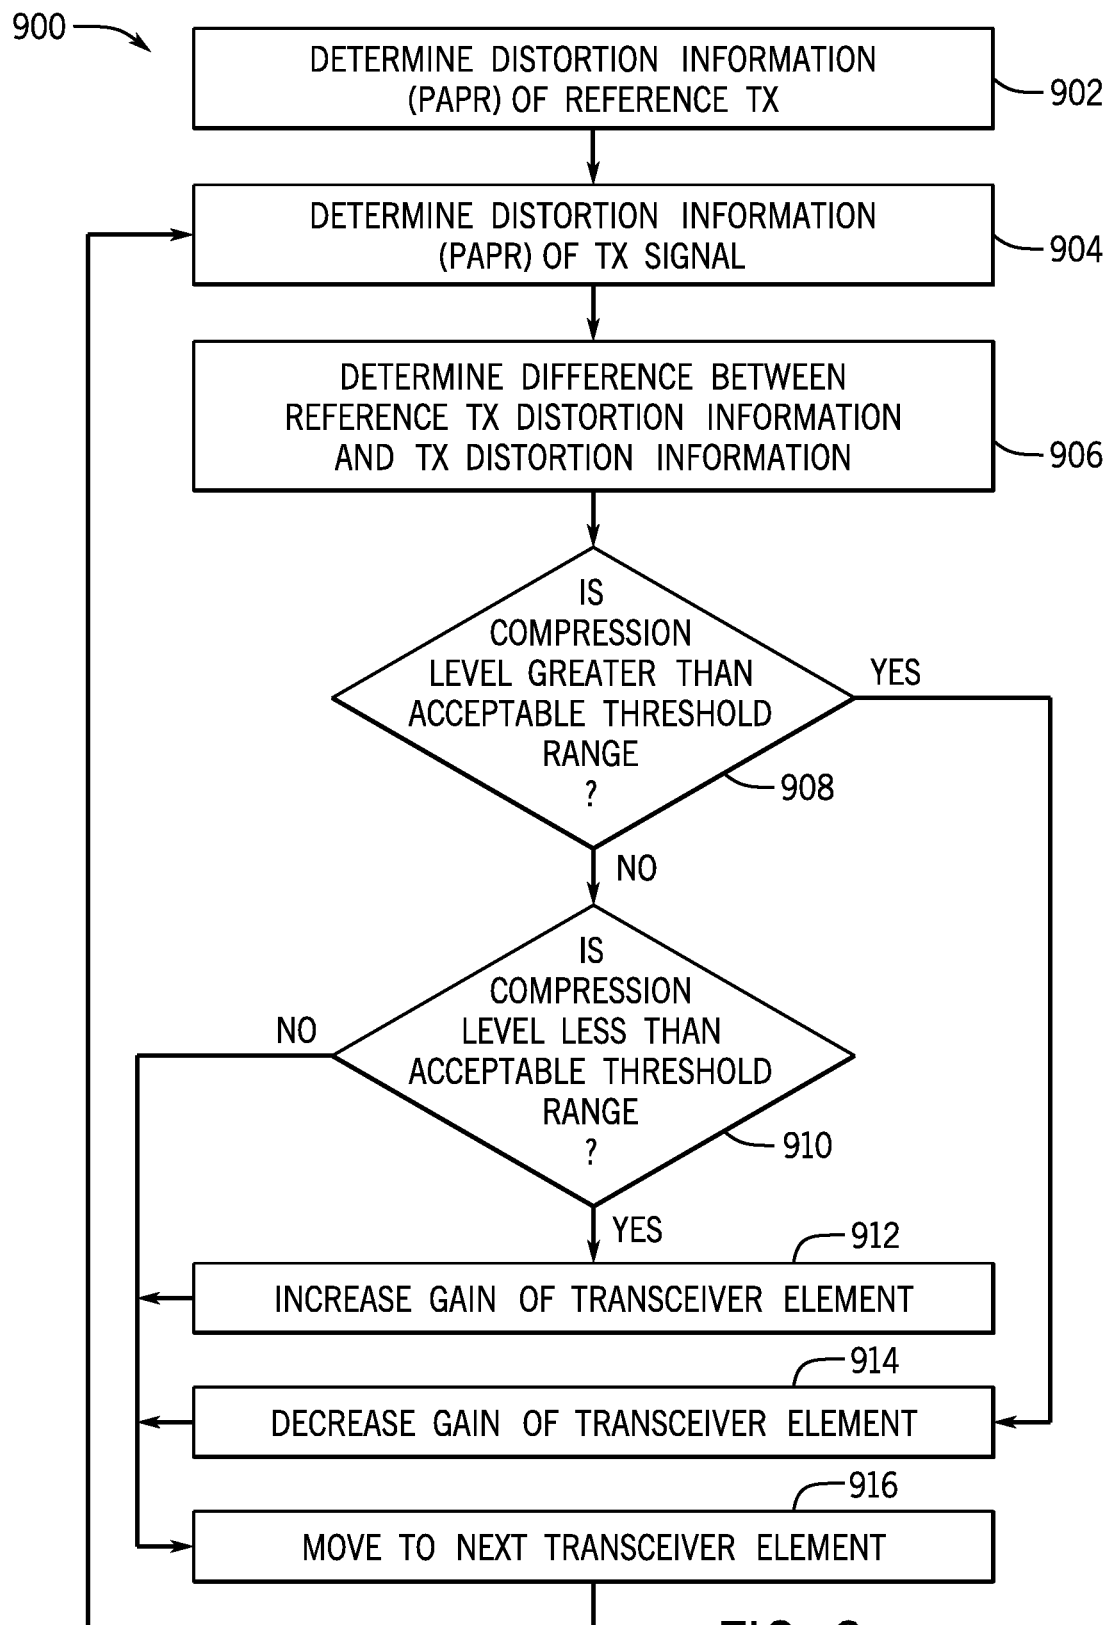 900
DETERMINE DISTORTION INFORMATION
(PAPR) OF REFERENCE TX
902
DETERMINE DISTORTION INFORMATION
(PAPR) OF TX SIGNAL
904
DETERMINE DIFFERENCE BETWEEN
REFERENCE TX DISTORTION INFORMATION
AND TX DISTORTION INFORMATION
906
IS
COMPRESSION
LEVEL GREATER THAN
ACCEPTABLE THRESHOLD
RANGE
?
YES
908
NO
IS
COMPRESSION
LEVEL LESS THAN
ACCEPTABLE THRESHOLD
RANGE
?
NO
910
YES
912
INCREASE GAIN OF TRANSCEIVER ELEMENT
914
DECREASE GAIN OF TRANSCEIVER ELEMENT
916
MOVE TO NEXT TRANSCEIVER ELEMENT